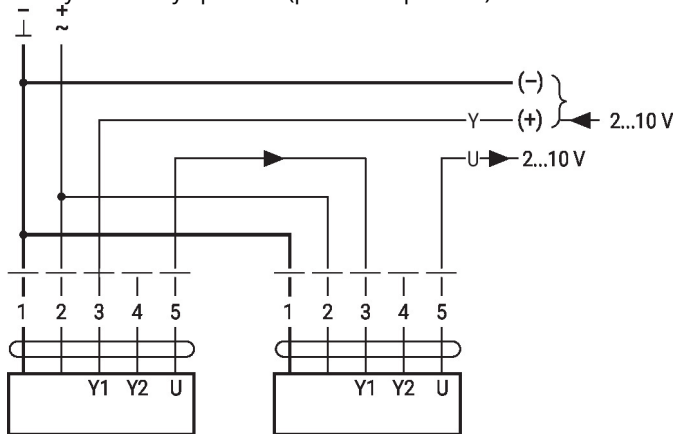 – +
⊥ ~
(–)
Y (+) 2...10 V
U 2...10 V
1 2 3 4 5 1 2 3 4 5
Y1 Y2 U Y1 Y2 U